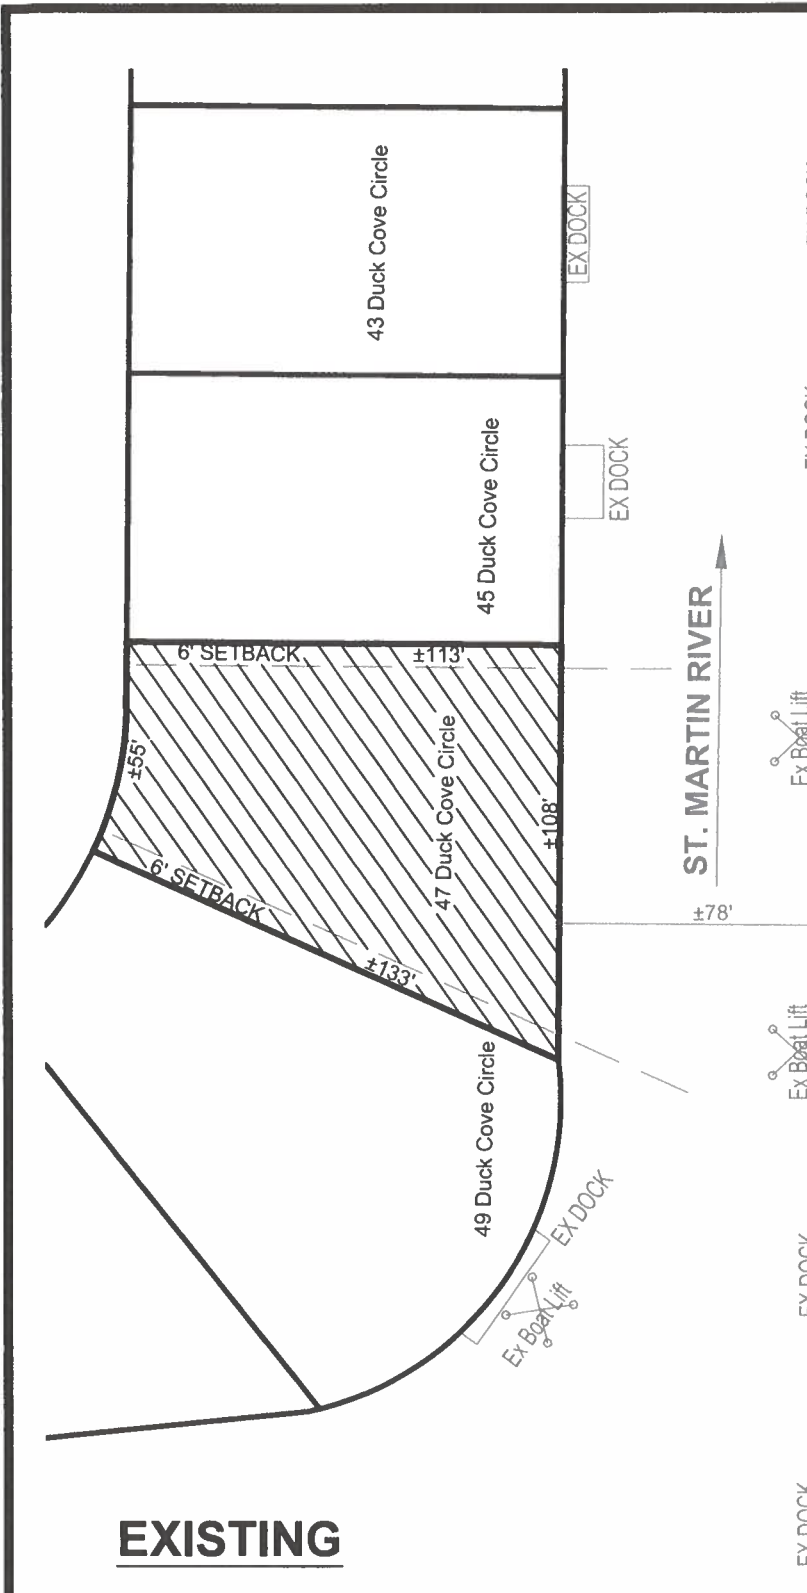 43 Duck Cove Circle
EX DOCK
45 Duck Cove Circle
EX DOCK
6' SETBACK
±113'
ST. MARTIN RIVER
±55'
47 Duck Cove Circle
±108'
Ex Boat Lift
6' SETBACK
±133'
±78'
Ex Boat Lift
49 Duck Cove Circle
EX DOCK
Ex Boat Lift
EX DOCK
EX DOCK
EXISTING